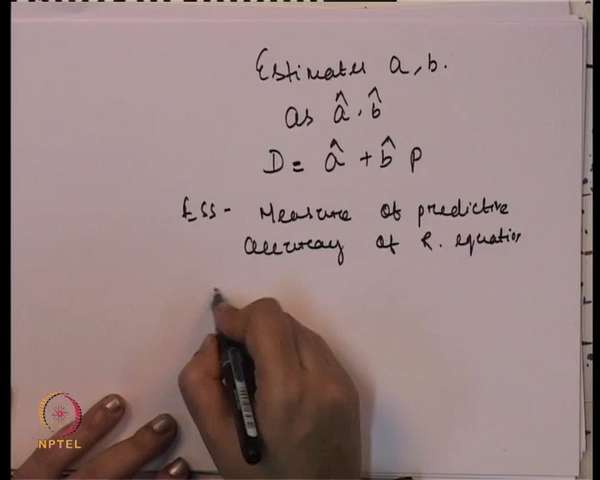 Estimates a, b.
as â, b̂
D = â + b̂ P
ESS - Measure of predictive
accuracy of R. equation
NPTEL